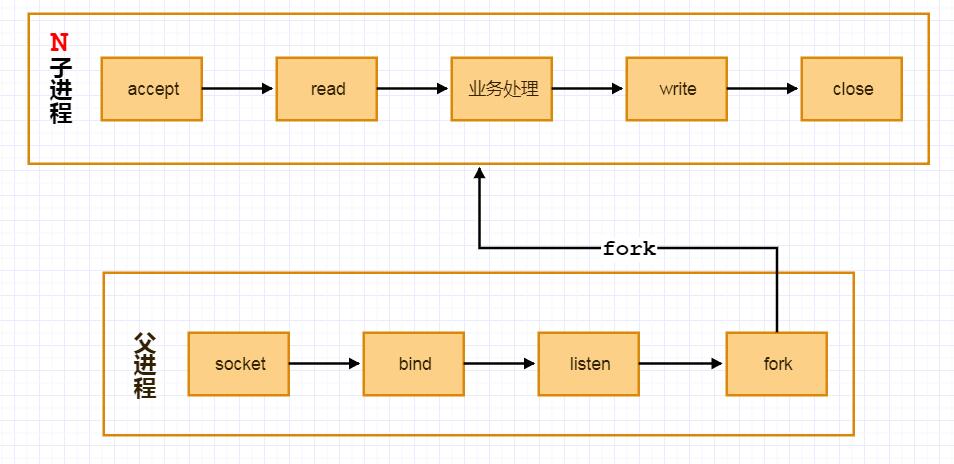 N
子进程
accept
read
业务处理
write
close
fork
父进程
socket
bind
listen
fork